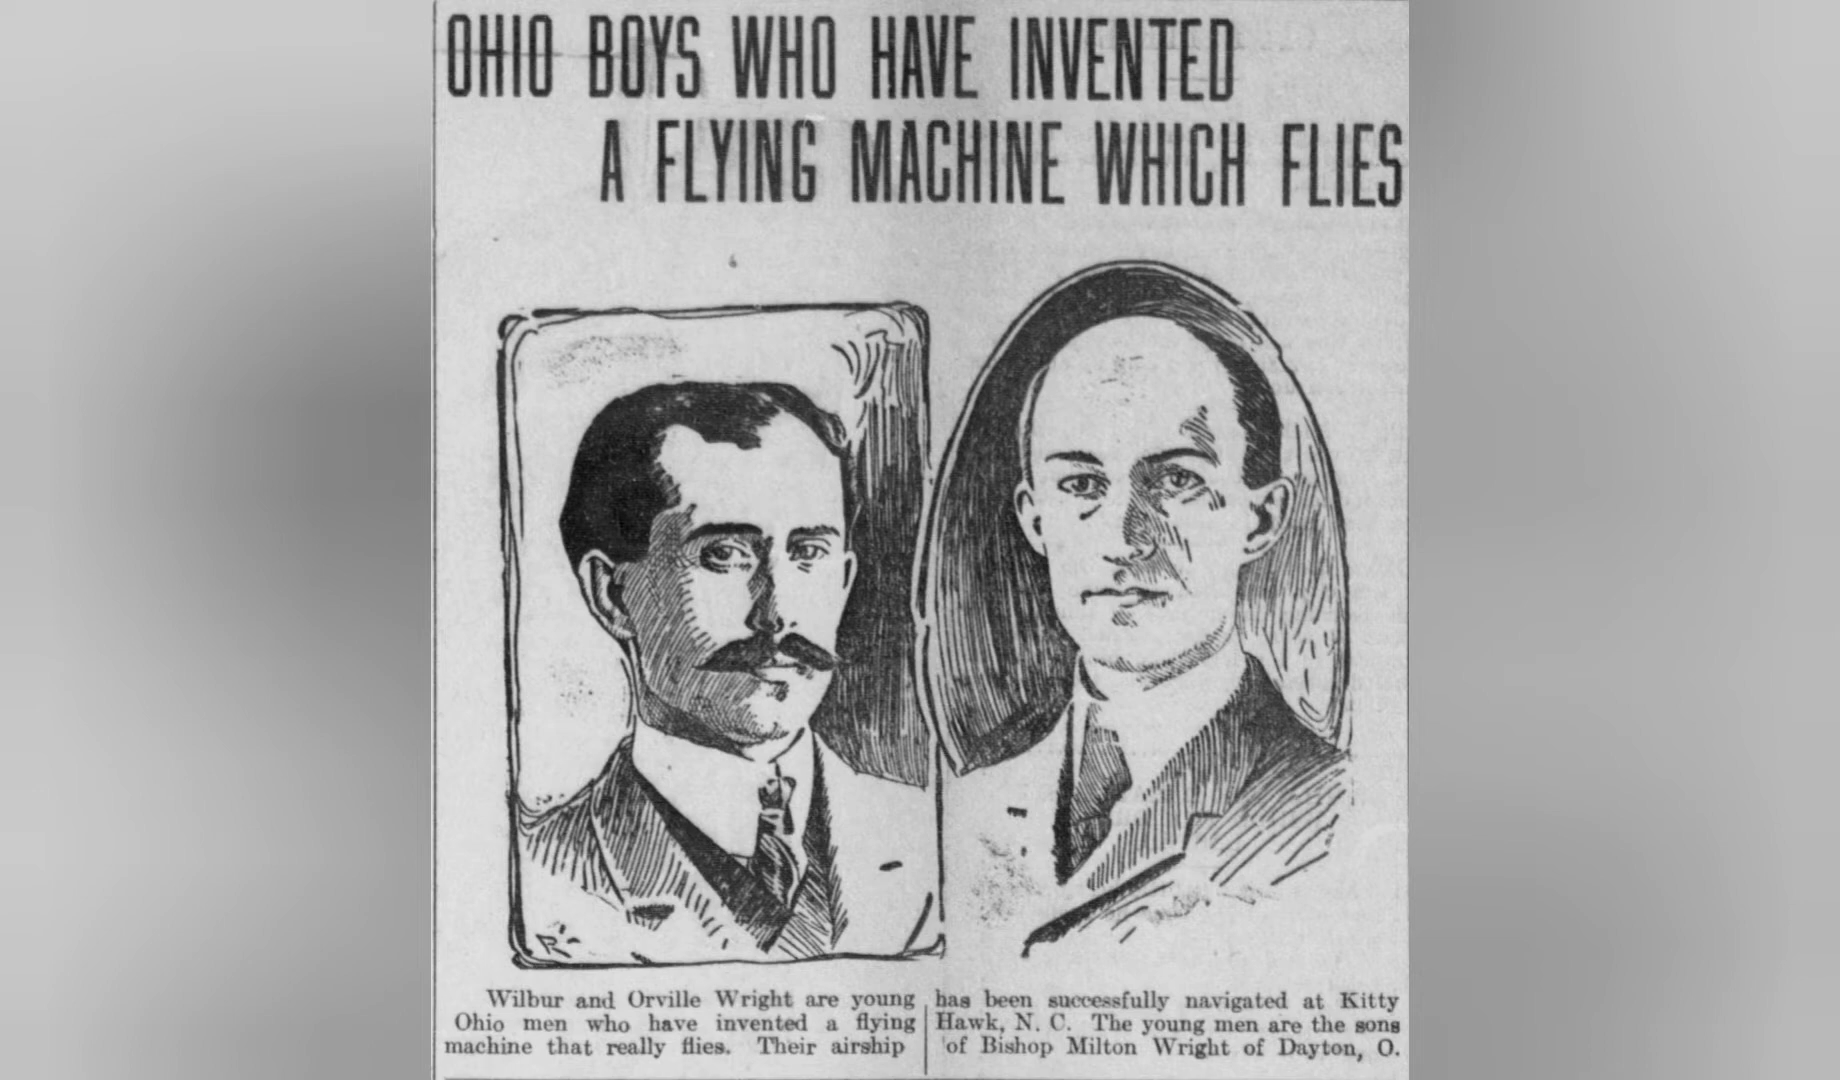 OHIO BOYS WHO HAVE INVENTED
A FLYING MACHINE WHICH FLIES
Wilbur and Orville Wright are young
Ohio men who have invented a flying
machine that really flies. Their airship
has been successfully navigated at Kitty
Hawk, N. C. The young men are the sons
of Bishop Milton Wright of Dayton, O.